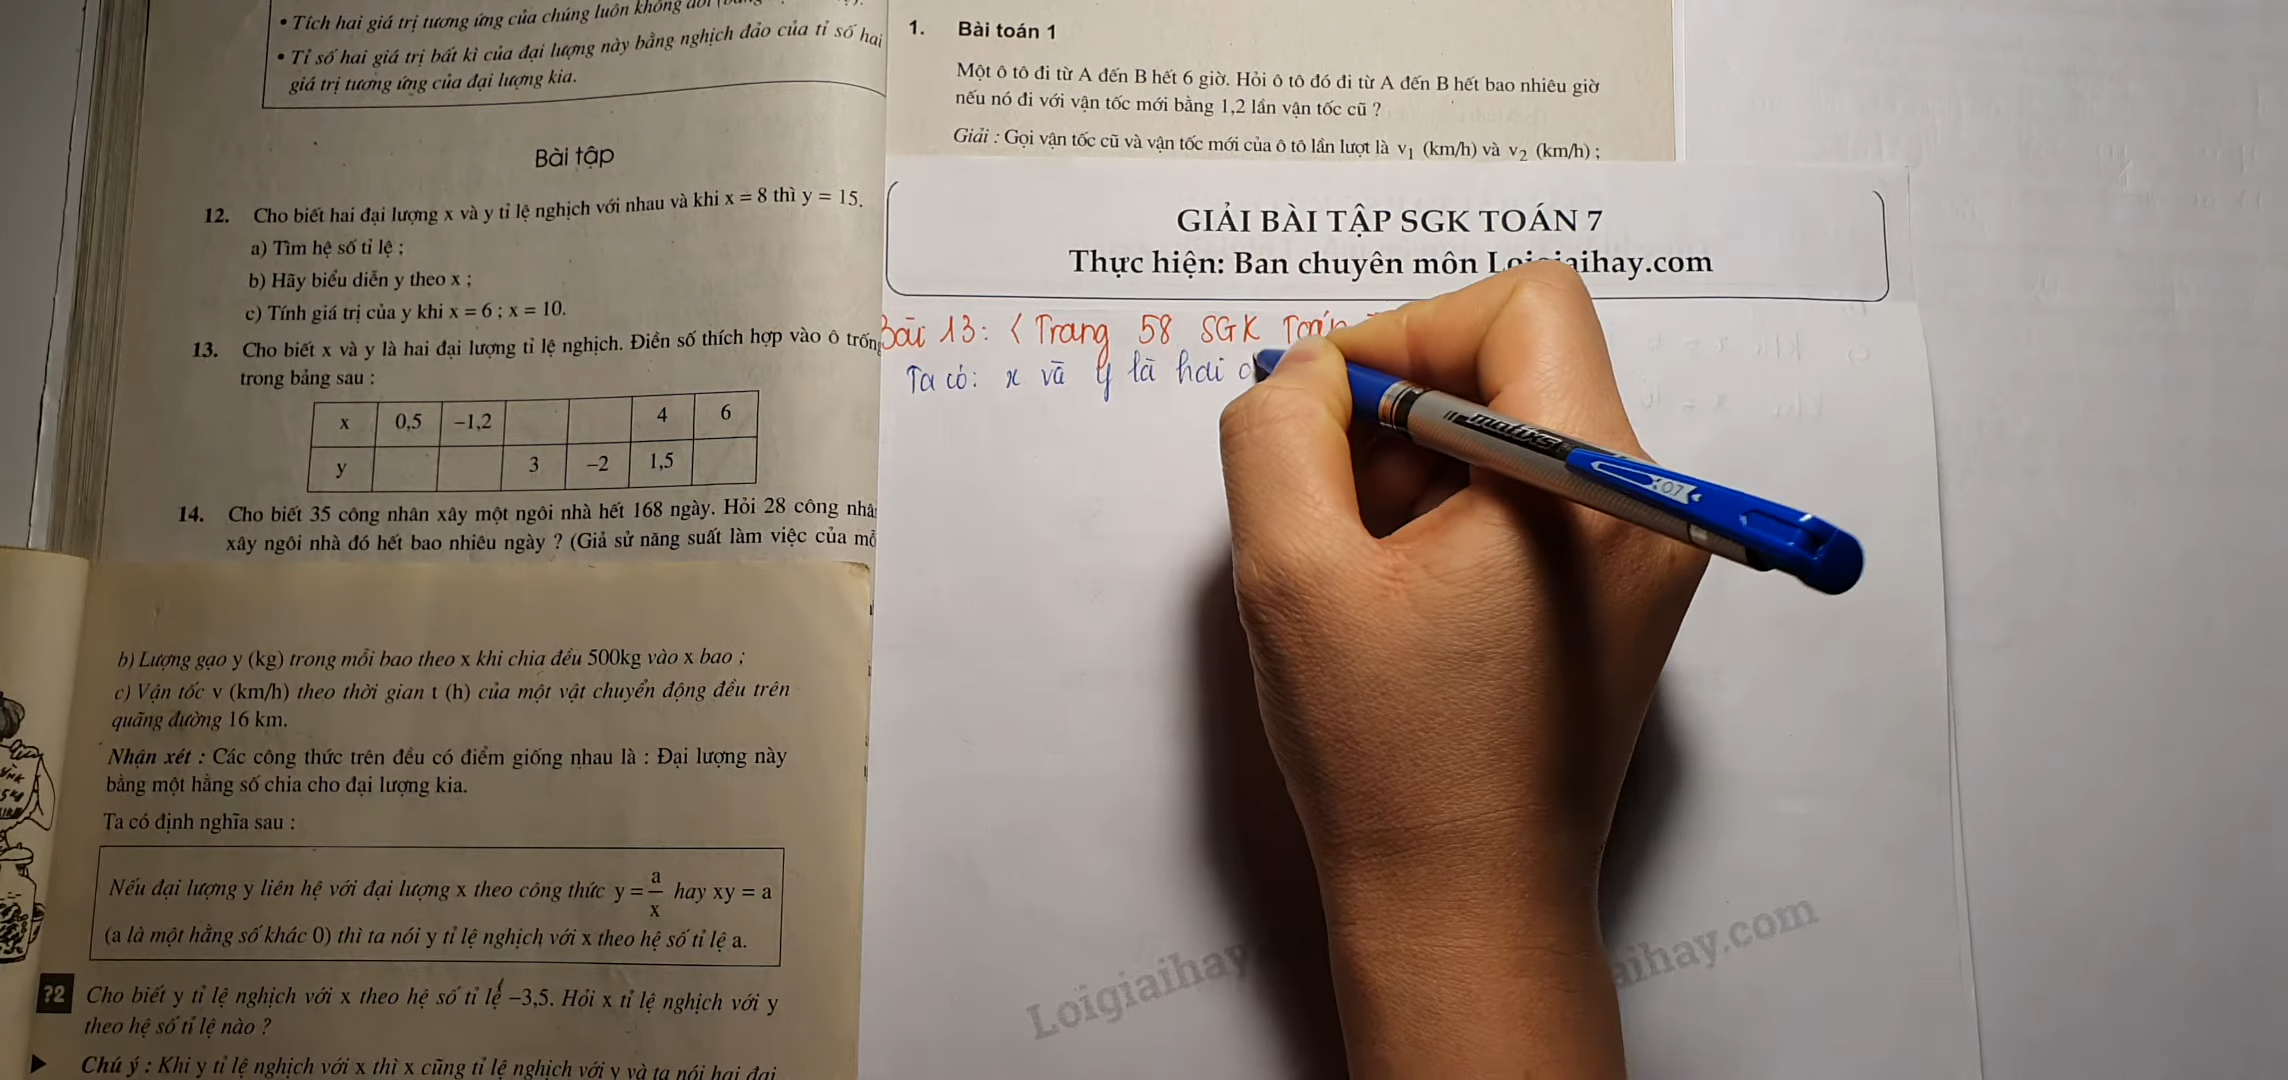 • Tích hai giá trị tương ứng của chúng luôn không đổi
• Tỉ số hai giá trị bất kì của đại lượng này bằng nghịch đảo của tỉ số hai
giá trị tương ứng của đại lượng kia.
Bài tập
12. Cho biết hai đại lượng x và y tỉ lệ nghịch với nhau và khi x = 8 thì y = 15.
a) Tìm hệ số tỉ lệ ;
b) Hãy biểu diễn y theo x ;
c) Tính giá trị của y khi x = 6 ; x = 10.
13. Cho biết x và y là hai đại lượng tỉ lệ nghịch. Điền số thích hợp vào ô trống
trong bảng sau :
x 0,5 –1,2 4 6
y 3 –2 1,5
14. Cho biết 35 công nhân xây một ngôi nhà hết 168 ngày. Hỏi 28 công
xây ngôi nhà đó hết bao nhiêu ngày ? (Giả sử năng suất làm việc của
b) Lượng gạo y (kg) trong mỗi bao theo x khi chia đều 500kg vào x bao ;
c) Vận tốc v (km/h) theo thời gian t (h) của một vật chuyển động đều trên
quãng đường 16 km.
Nhận xét : Các công thức trên đều có điểm giống nhau là : Đại lượng này
bằng một hằng số chia cho đại lượng kia.
Ta có định nghĩa sau :
Nếu đại lượng y liên hệ với đại lượng x theo công thức y = a/x hay xy = a
(a là một hằng số khác 0) thì ta nói y tỉ lệ nghịch với x theo hệ số tỉ lệ a.
?2 Cho biết y tỉ lệ nghịch với x theo hệ số tỉ lệ –3,5. Hỏi x tỉ lệ nghịch với y
theo hệ số tỉ lệ nào ?
Chú ý : Khi y tỉ lệ nghịch với x thì x cũng tỉ lệ nghịch với y và ta nói hai đại
1. Bài toán 1
Một ô tô đi từ A đến B hết 6 giờ. Hỏi ô tô đó đi từ A đến B hết bao nhiêu giờ
nếu nó đi với vận tốc mới bằng 1,2 lần vận tốc cũ ?
Giải : Gọi vận tốc cũ và vận tốc mới của ô tô lần lượt là v₁ (km/h) và v₂ (km/h) ;
GIẢI BÀI TẬP SGK TOÁN 7
Thực hiện: Ban chuyên môn Loigiaihay.com
Bài 13: (Trang 58 SGK Toán
Ta có: x và y là hai
matixs
0.7
Loigiaihay
aihay.com